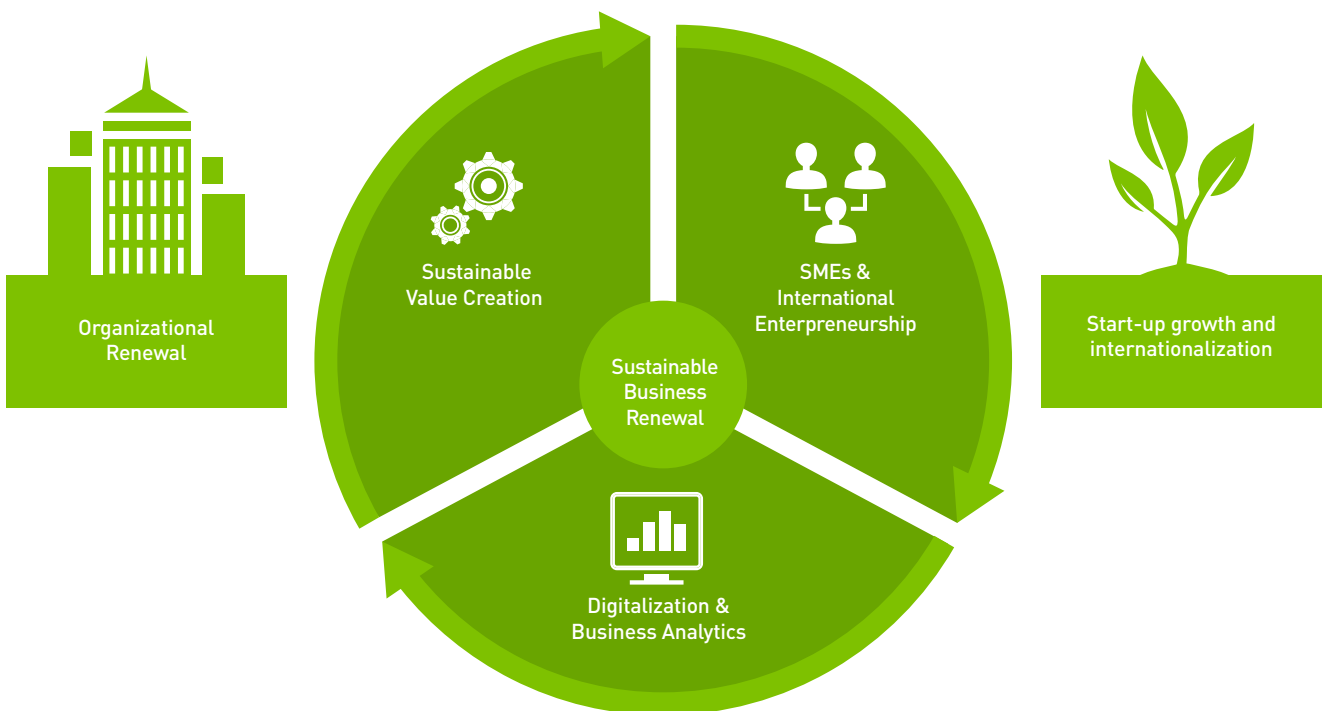 Organizational
Renewal
Sustainable
Value Creation
SMEs &
International
Enterpreneurship
Sustainable
Business
Renewal
Digitalization &
Business Analytics
Start-up growth and
internationalization